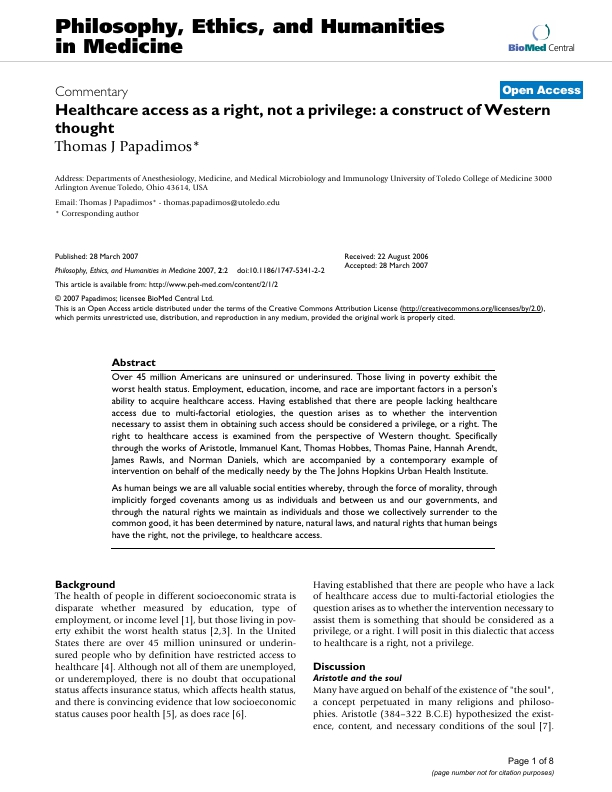 Philosophy, Ethics, and Humanities
in Medicine
BioMed Central
Commentary
Open Access
Healthcare access as a right, not a privilege: a construct of Western
thought
Thomas J Papadimos*
Address: Departments of Anesthesiology, Medicine, and Medical Microbiology and Immunology University of Toledo College of Medicine 3000
Arlington Avenue Toledo, Ohio 43614, USA
Email: Thomas J Papadimos* - thomas.papadimos@utoledo.edu
* Corresponding author
Published: 28 March 2007
Philosophy, Ethics, and Humanities in Medicine 2007, 2:2 doi:10.1186/1747-5341-2-2
Received: 22 August 2006
Accepted: 28 March 2007
This article is available from: http://www.peh-med.com/content/2/1/2
© 2007 Papadimos; licensee BioMed Central Ltd.
This is an Open Access article distributed under the terms of the Creative Commons Attribution License (http://creativecommons.org/licenses/by/2.0),
which permits unrestricted use, distribution, and reproduction in any medium, provided the original work is properly cited.
Abstract
Over 45 million Americans are uninsured or underinsured. Those living in poverty exhibit the
worst health status. Employment, education, income, and race are important factors in a person's
ability to acquire healthcare access. Having established that there are people lacking healthcare
access due to multi-factorial etiologies, the question arises as to whether the intervention
necessary to assist them in obtaining such access should be considered a privilege, or a right. The
right to healthcare access is examined from the perspective of Western thought. Specifically
through the works of Aristotle, Immanuel Kant, Thomas Hobbes, Thomas Paine, Hannah Arendt,
James Rawls, and Norman Daniels, which are accompanied by a contemporary example of
intervention on behalf of the medically needy by the The Johns Hopkins Urban Health Institute.
As human beings we are all valuable social entities whereby, through the force of morality, through
implicitly forged covenants among us as individuals and between us and our governments, and
through the natural rights we maintain as individuals and those we collectively surrender to the
common good, it has been determined by nature, natural laws, and natural rights that human beings
have the right, not the privilege, to healthcare access.
Background
The health of people in different socioeconomic strata is
disparate whether measured by education, type of
employment, or income level [1], but those living in pov-
erty exhibit the worst health status [2,3]. In the United
States there are over 45 million uninsured or underin-
sured people who by definition have restricted access to
healthcare [4]. Although not all of them are unemployed,
or underemployed, there is no doubt that occupational
status affects insurance status, which affects health status,
and there is convincing evidence that low socioeconomic
status causes poor health [5], as does race [6].
Having established that there are people who have a lack
of healthcare access due to multi-factorial etiologies the
question arises as to whether the intervention necessary to
assist them is something that should be considered as a
privilege, or a right. I will posit in this dialectic that access
to healthcare is a right, not a privilege.
Discussion
Aristotle and the soul
Many have argued on behalf of the existence of "the soul",
a concept perpetuated in many religions and philoso-
phies. Aristotle (384–322 B.C.E) hypothesized the exist-
ence, content, and necessary conditions of the soul [7].
Page 1 of 8
(page number not for citation purposes)